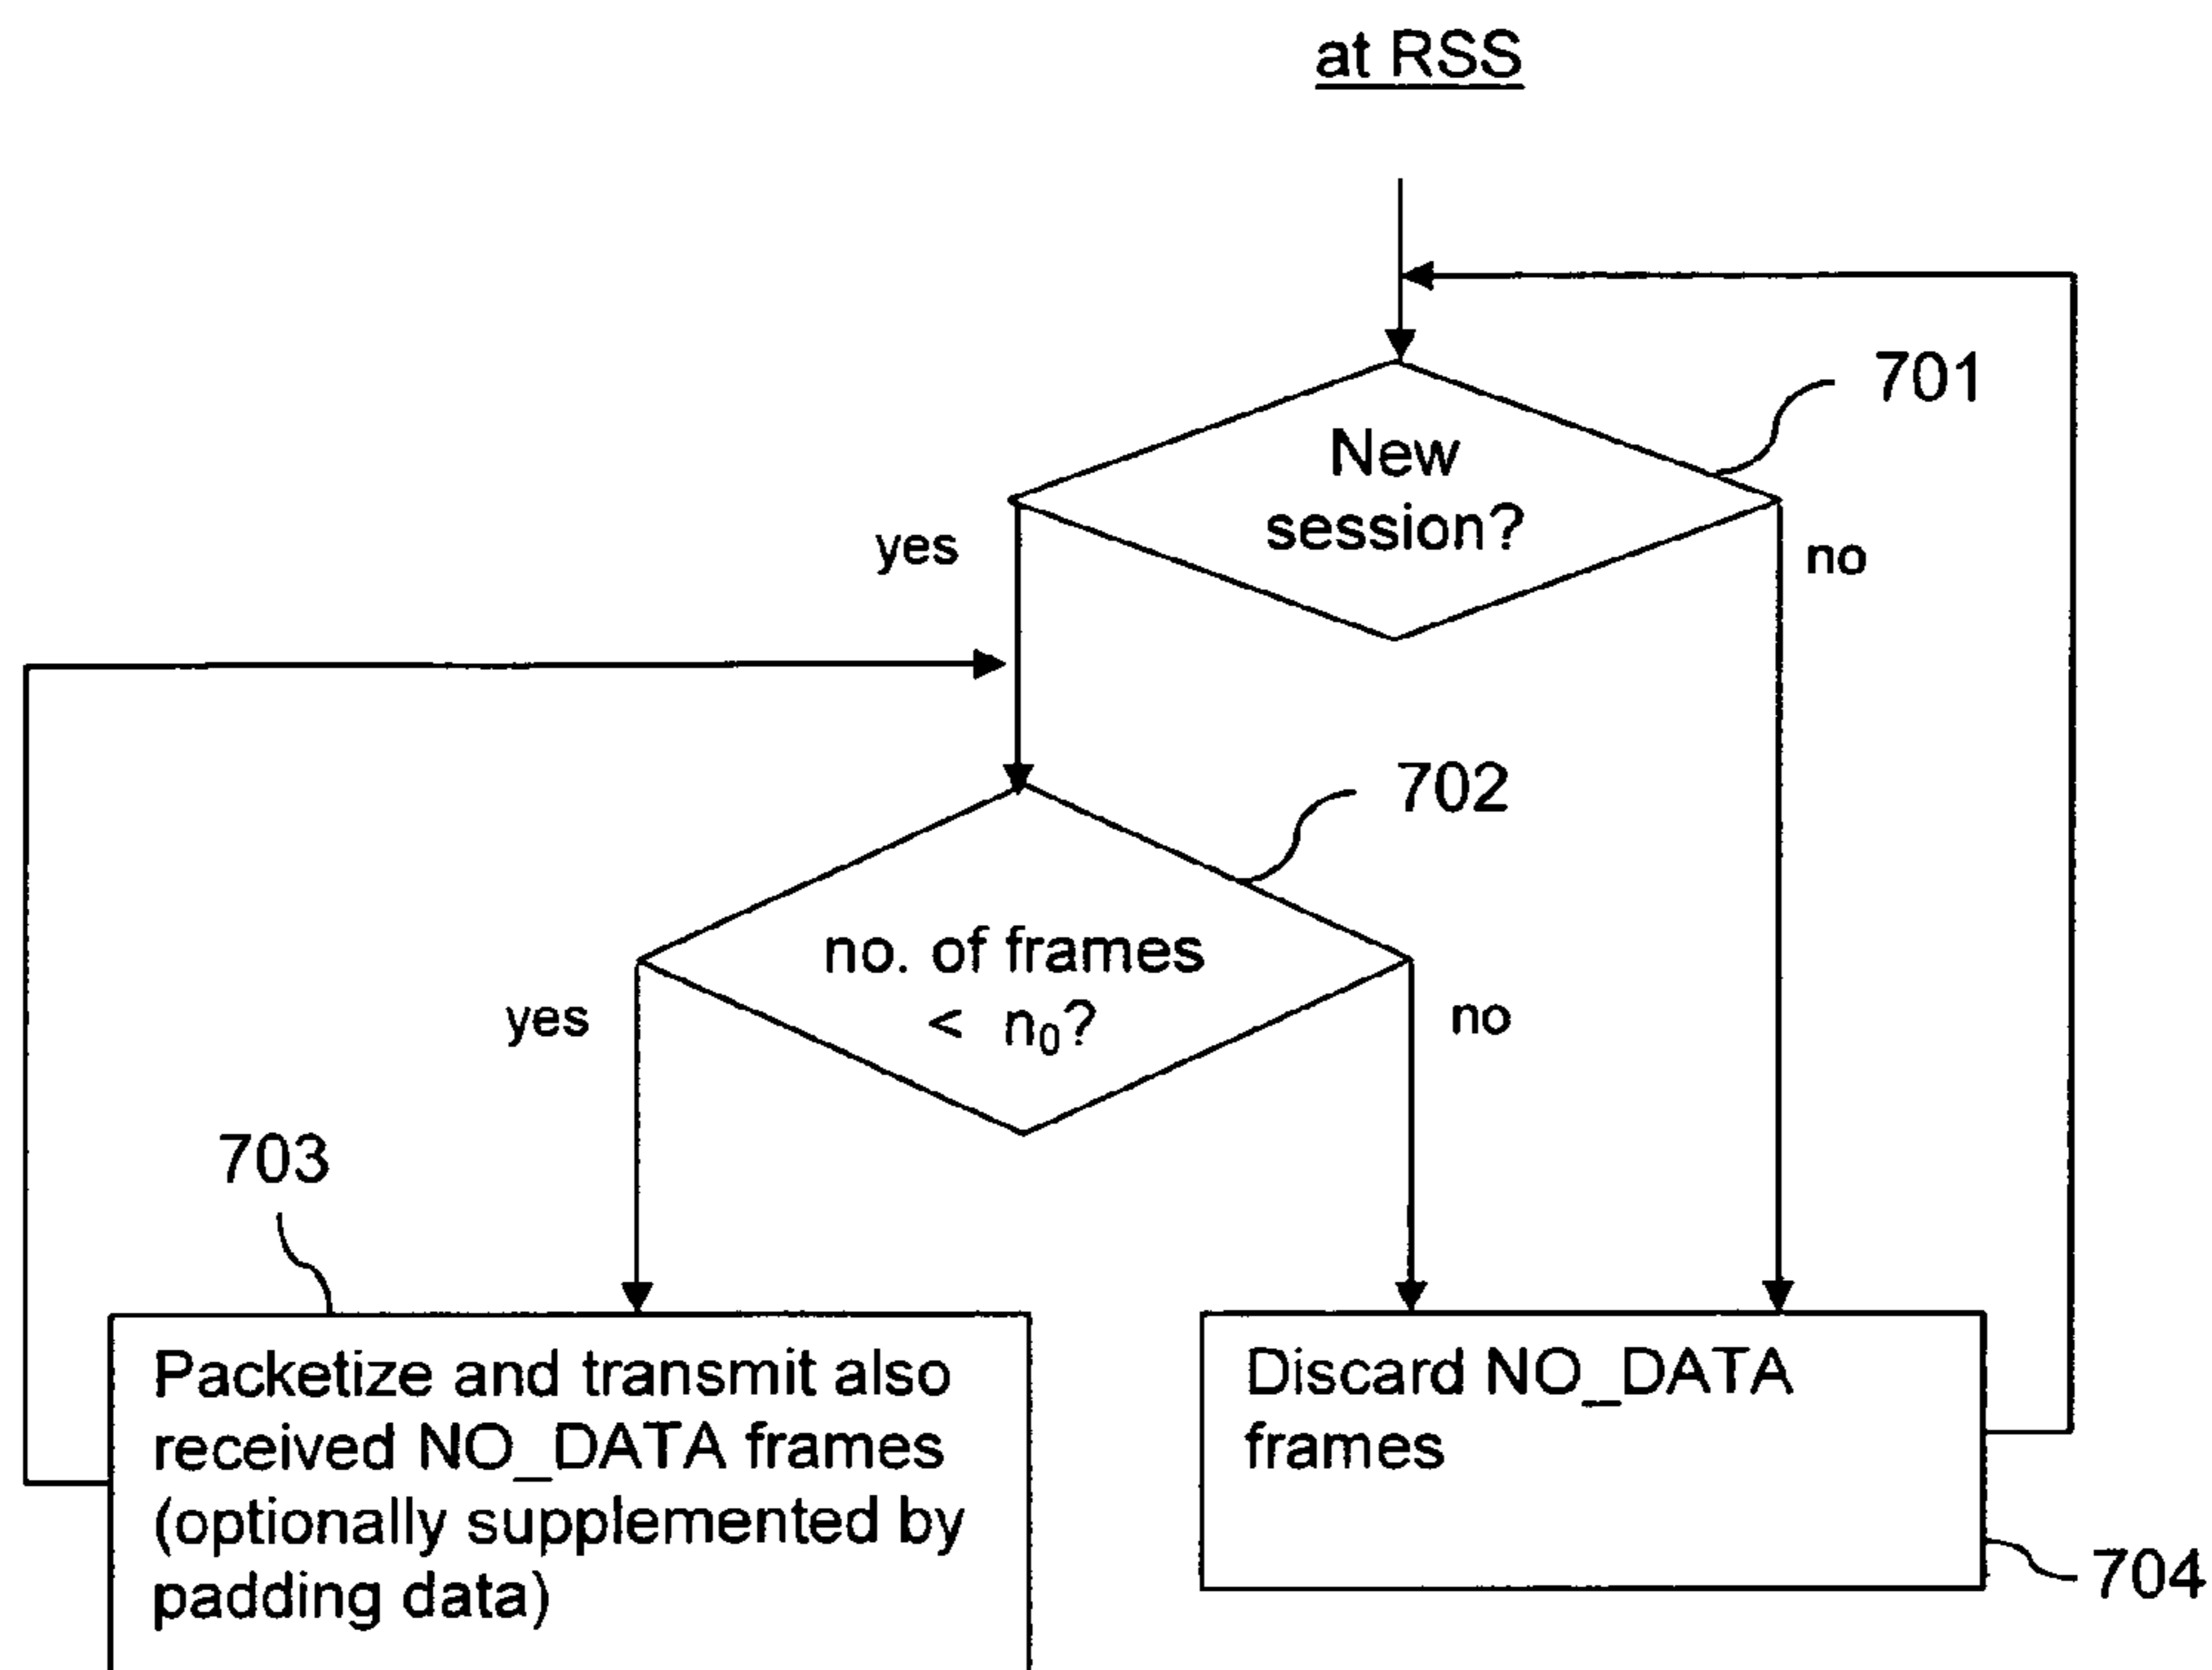 at RSS
701
New
session?
yes
no
702
no. of frames
< n₀?
yes
no
703
Packetize and transmit also
received NO_DATA frames
(optionally supplemented by
padding data)
Discard NO_DATA
frames
704